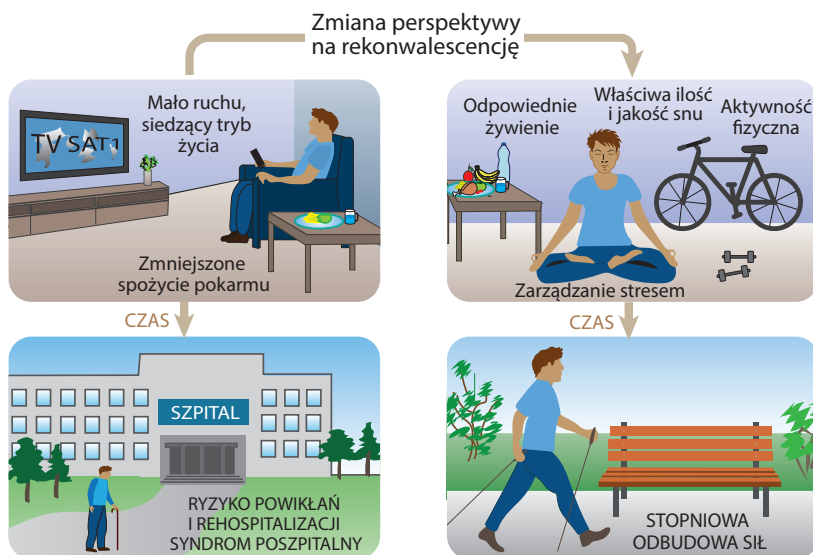 Zmiana perspektywy
na rekonwalescencję
Mało ruchu,
siedzący tryb
życia
TV SAT 1
Zmniejszone
spożycie pokarmu
Odpowiednie
żywienie
Właściwa ilość
i jakość snu
Aktywność
fizyczna
Zarządzanie stresem
CZAS
CZAS
SZPITAL
RYZYKO POWIKŁAŃ
I REHOSPITALIZACJI
SYNDROM POSZPITALNY
STOPNIOWA
ODBUDOWA SIŁ